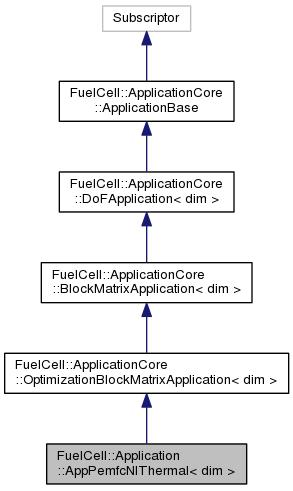 Subscriptor
FuelCell::ApplicationCore
::ApplicationBase
FuelCell::ApplicationCore
::DoFApplication< dim >
FuelCell::ApplicationCore
::BlockMatrixApplication< dim >
FuelCell::ApplicationCore
::OptimizationBlockMatrixApplication< dim >
FuelCell::Application
::AppPemfcNIThermal< dim >